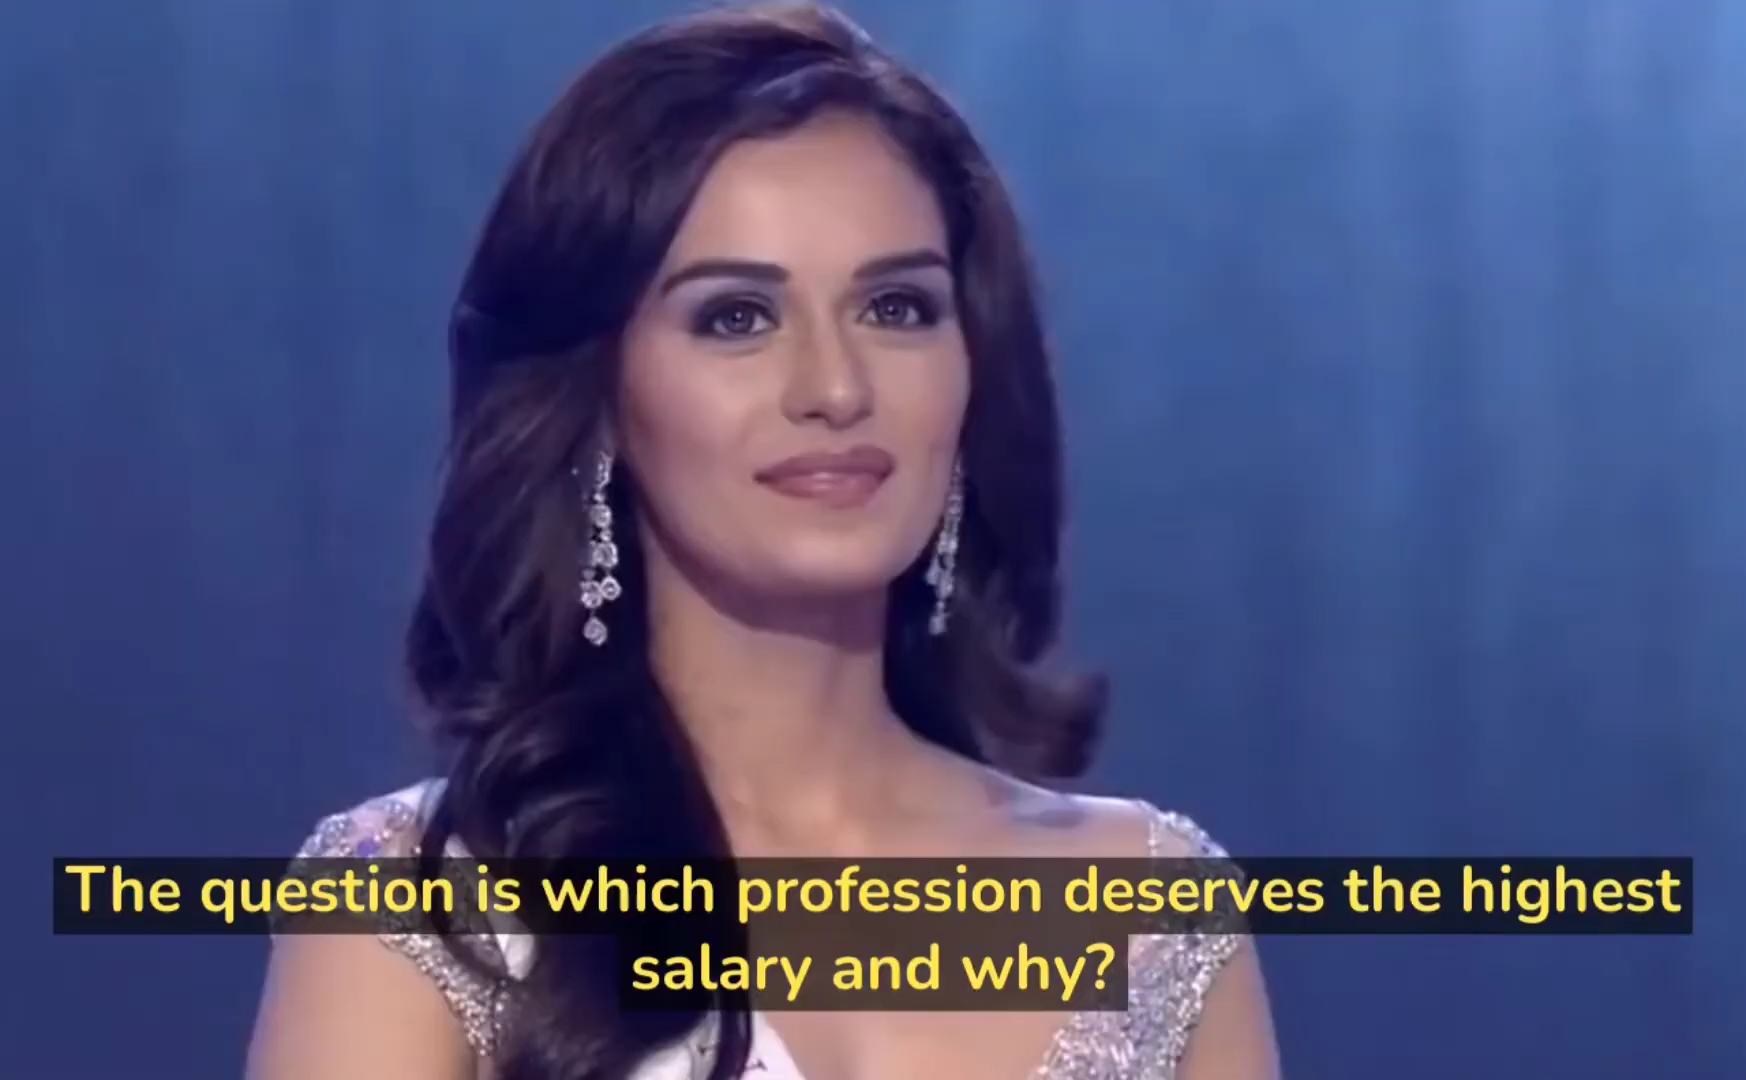 The question is which profession deserves the highest
salary and why?